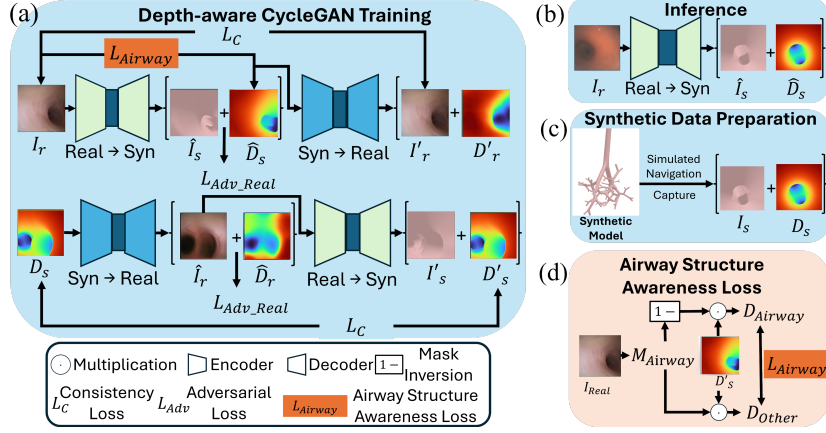 (a)
Depth-aware CycleGAN Training
L_C
L_Airway
I_r
Real → Syn
Î_s
+
D̂_s
Syn → Real
I'_r
+
D'_r
L_Adv_Real
D_s
Syn → Real
Î_r
+
D̂_r
Real → Syn
I'_s
+
D'_s
L_Adv_Real
L_C
Multiplication
Encoder
Decoder
1 −
Mask
Inversion
L_C Consistency
Loss
L_Adv Adversarial
Loss
L_Airway
Airway Structure
Awareness Loss
(b)
Inference
I_r
Real → Syn
Î_s
+
D̂_s
(c)
Synthetic Data Preparation
Simulated
Navigation
Capture
Synthetic
Model
I_s
+
D_s
(d)
Airway Structure
Awareness Loss
1 −
D_Airway
I_Real
M_Airway
D'_s
L_Airway
D_Other